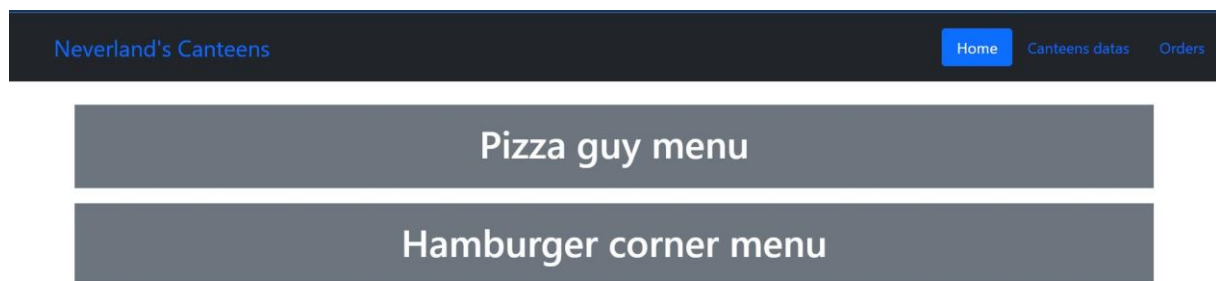 Neverland's Canteens Home Canteens datas Orders
Pizza guy menu
Hamburger corner menu